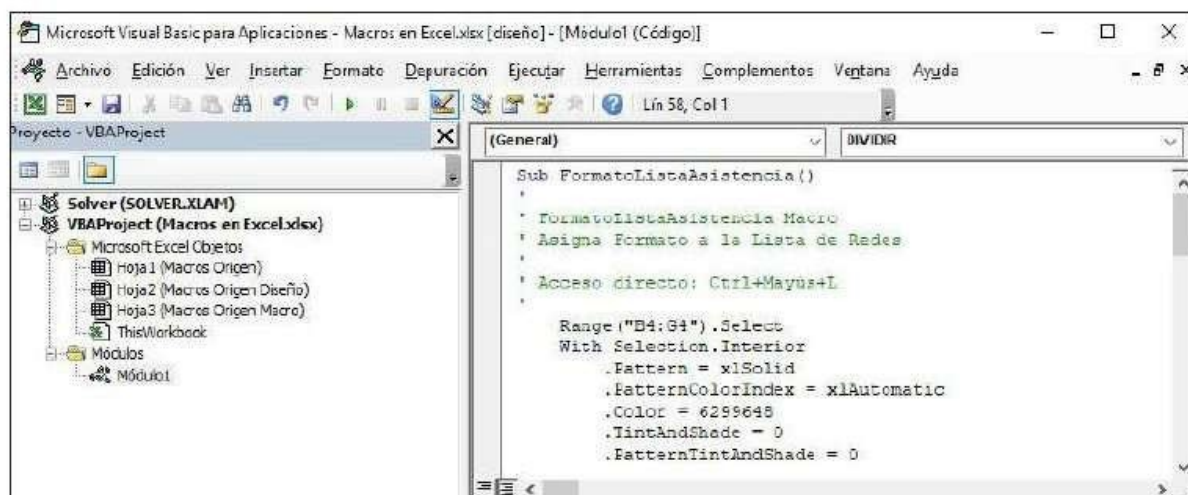 Microsoft Visual Basic para Aplicaciones - Macros en Excel.xlsx [diseño] - [Módulo1 (Código)]
Archivo Edición Ver Insertar Formato Depuración Ejecutar Herramientas Complementos Ventana Ayuda
Lín 58, Col 1
Proyecto - VBAProject
Solver (SOLVER.XLAM)
VBAProject (Macros en Excel.xlsx)
Microsoft Excel Objetos
Hoja1 (Macros Origen)
Hoja2 (Macros Origen Diseño)
Hoja3 (Macros Origen Macro)
ThisWorkbook
Módulos
Módulo1
(General)
DIVIDIR
Sub FormatoListaAsistencia()
'
' FormatoListaAsistencia Macro
' Asigna Formato a la Lista de Redes
'
' Acceso directo: Ctrl+Mayús+L
'
Range("B4:G4").Select
With Selection.Interior
.Pattern = xlSolid
.PatternColorIndex = xlAutomatic
.Color = 6299648
.TintAndShade = 0
.PatternTintAndShade = 0